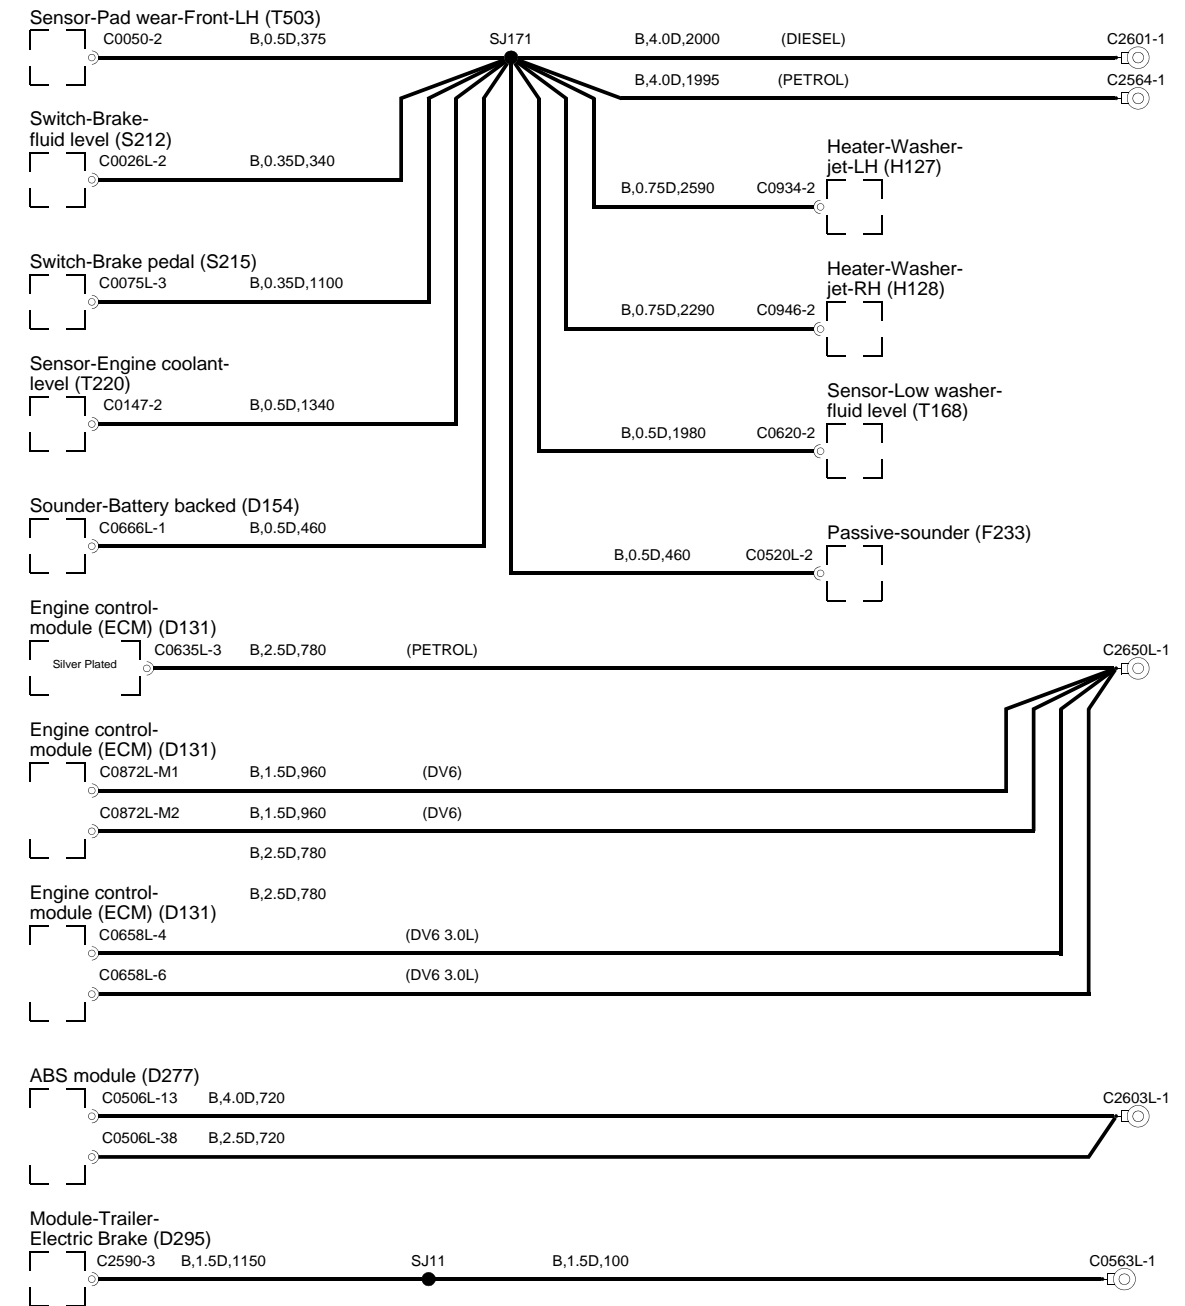 Sensor-Pad wear-Front-LH (T503)
C0050-2 B,0.5D,375 SJ171 B,4.0D,2000 (DIESEL) C2601-1
B,4.0D,1995 (PETROL) C2564-1
Switch-Brake-
fluid level (S212)
C0026L-2 B,0.35D,340
Heater-Washer-
jet-LH (H127)
B,0.75D,2590 C0934-2
Switch-Brake pedal (S215)
C0075L-3 B,0.35D,1100
Heater-Washer-
jet-RH (H128)
B,0.75D,2290 C0946-2
Sensor-Engine coolant-
level (T220)
C0147-2 B,0.5D,1340
Sensor-Low washer-
fluid level (T168)
B,0.5D,1980 C0620-2
Sounder-Battery backed (D154)
C0666L-1 B,0.5D,460
Passive-sounder (F233)
B,0.5D,460 C0520L-2
Engine control-
module (ECM) (D131)
C0635L-3 B,2.5D,780 (PETROL) C2650L-1
Silver Plated
Engine control-
module (ECM) (D131)
C0872L-M1 B,1.5D,960 (DV6)
C0872L-M2 B,1.5D,960 (DV6)
B,2.5D,780
Engine control-
module (ECM) (D131)
B,2.5D,780
C0658L-4 (DV6 3.0L)
C0658L-6 (DV6 3.0L)
ABS module (D277)
C0506L-13 B,4.0D,720 C2603L-1
C0506L-38 B,2.5D,720
Module-Trailer-
Electric Brake (D295)
C2590-3 B,1.5D,1150 SJ11 B,1.5D,100 C0563L-1